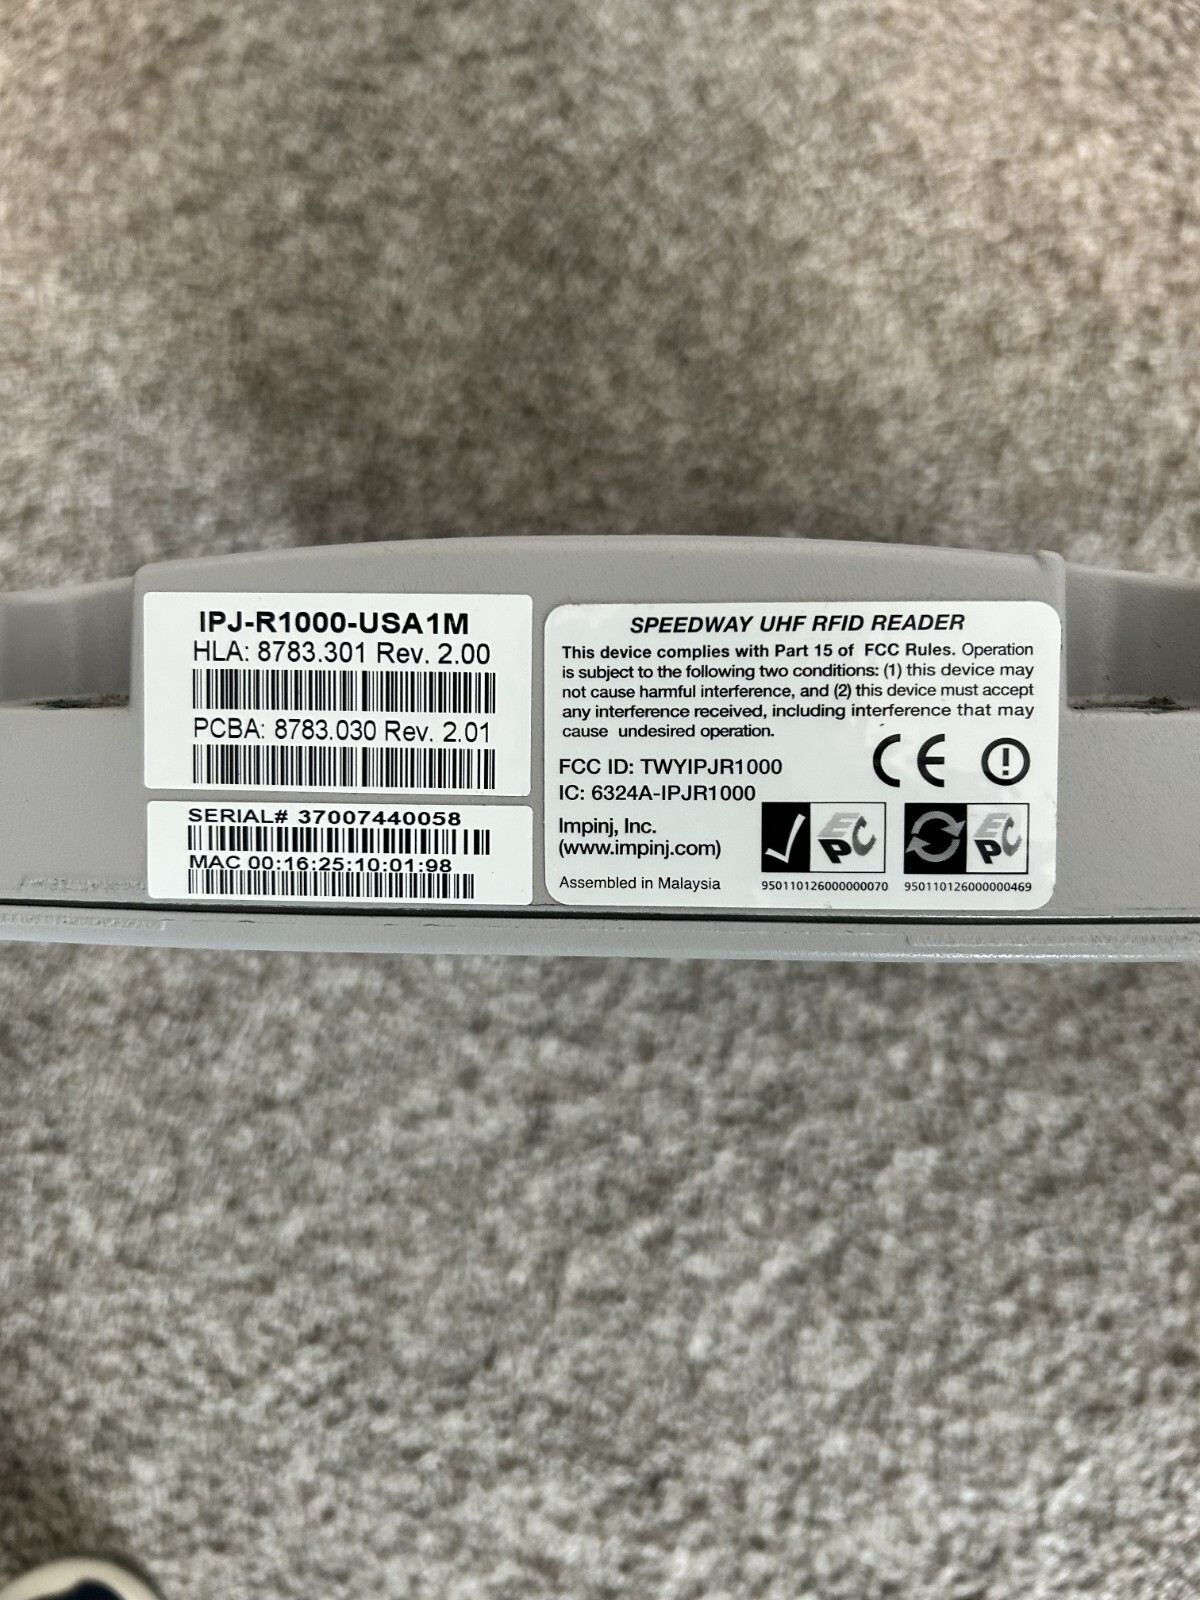 IPJ-R1000-USA1M
HLA: 8783.301 Rev. 2.00
PCBA: 8783.030 Rev. 2.01
SERIAL# 37007440058
MAC 00:16:25:10:01:98
SPEEDWAY UHF RFID READER
This device complies with Part 15 of FCC Rules. Operation
is subject to the following two conditions: (1) this device may
not cause harmful interference, and (2) this device must accept
any interference received, including interference that may
cause undesired operation.
FCC ID: TWYIPJR1000
IC: 6324A-IPJR1000
CE
Impinj, Inc.
(www.impinj.com)
Assembled in Malaysia
EPC
950110126000000070
EPC
950110126000000469